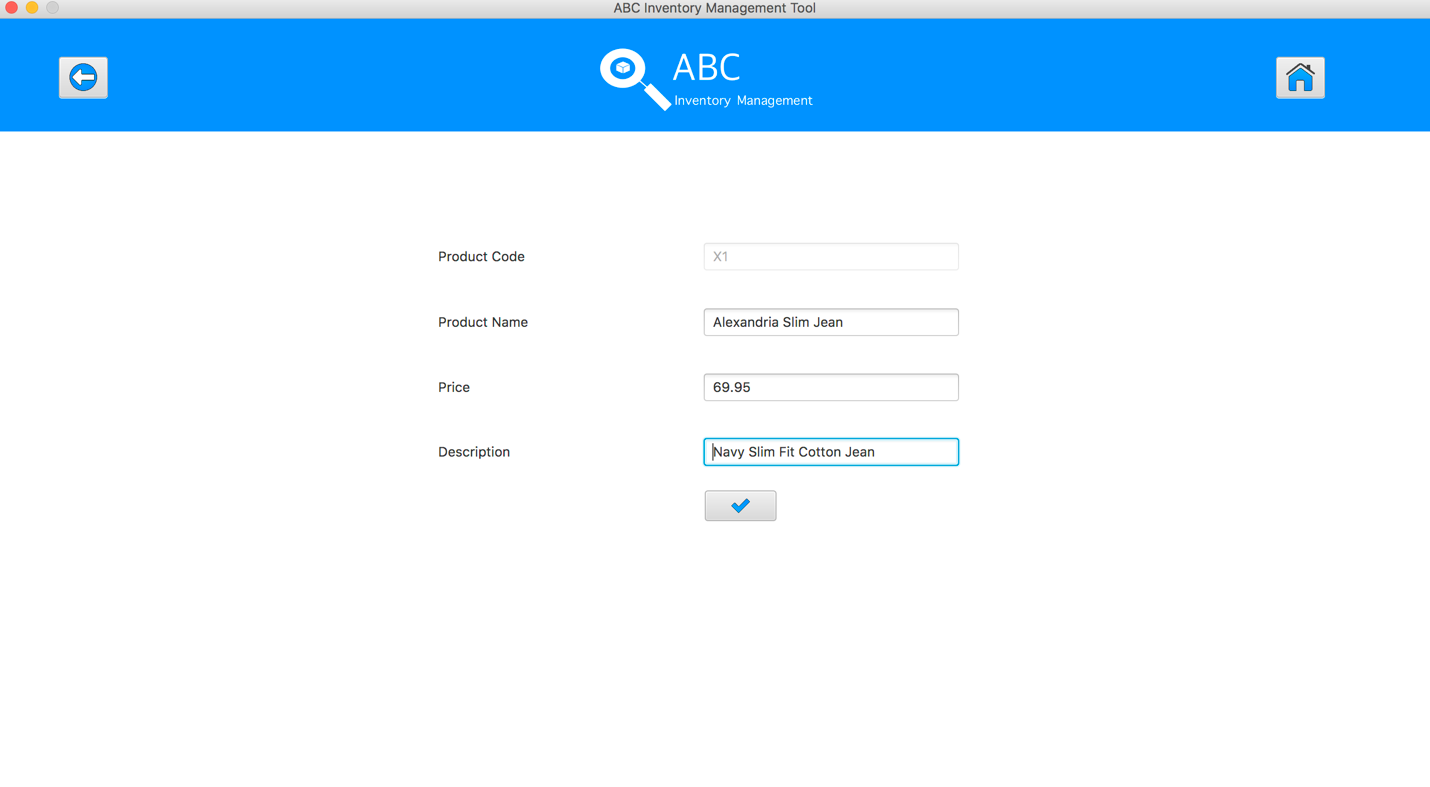 ABC Inventory Management Tool
ABC
Inventory Management
Product Code X1
Product Name Alexandria Slim Jean
Price 69.95
Description Navy Slim Fit Cotton Jean